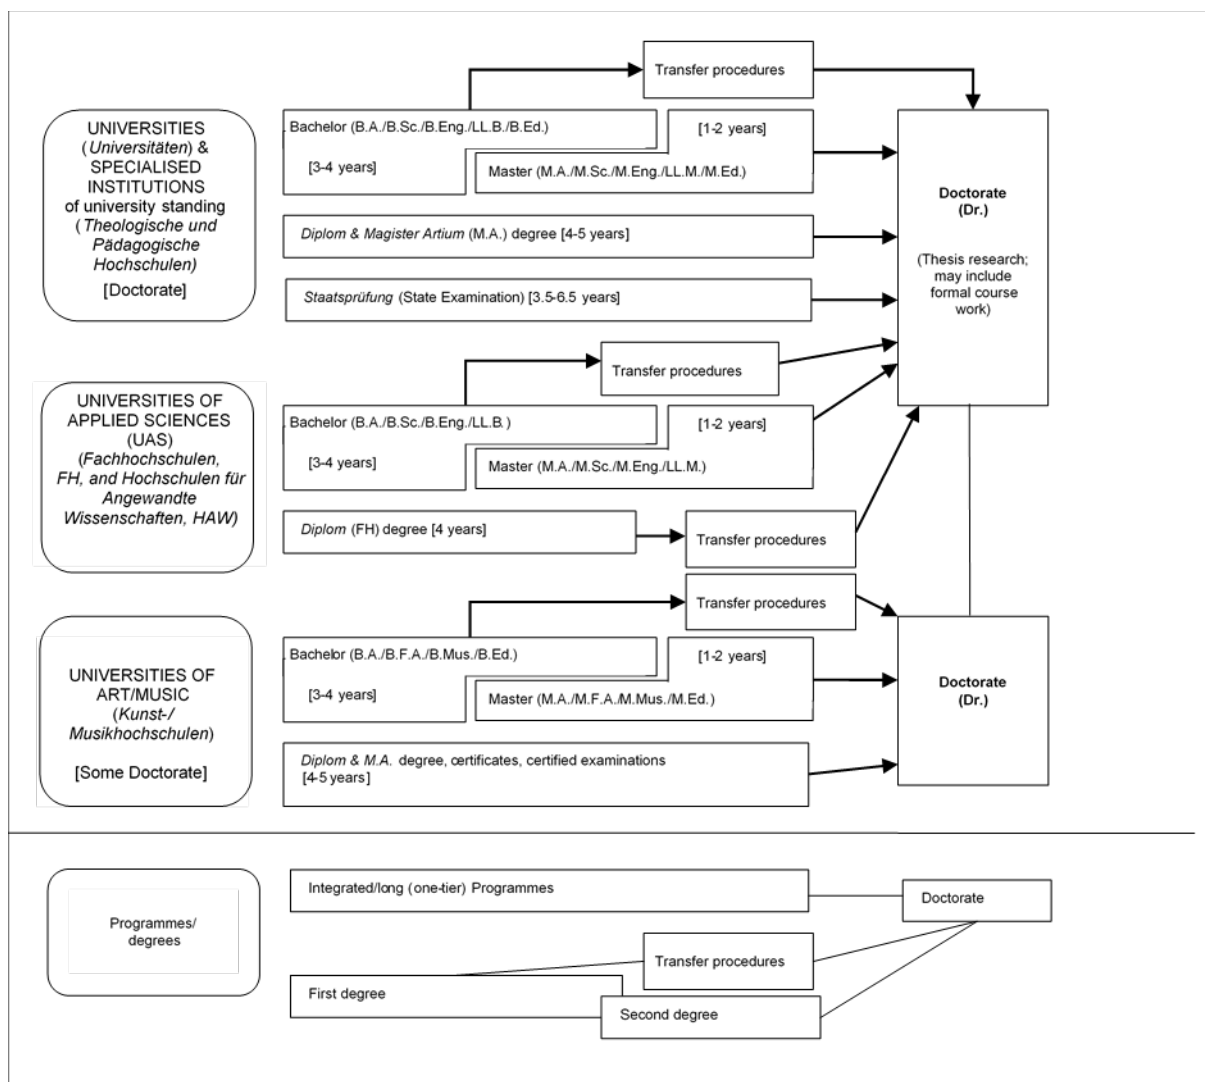 Transfer procedures
UNIVERSITIES
(Universitäten) &
SPECIALISED
INSTITUTIONS
of university standing
(Theologische und
Pädagogische
Hochschulen)
[Doctorate]
Bachelor (B.A./B.Sc./B.Eng./LL.B./B.Ed.)
[3-4 years]
[1-2 years]
Master (M.A./M.Sc./M.Eng./LL.M./M.Ed.)
Diplom & Magister Artium (M.A.) degree [4-5 years]
Staatsprüfung (State Examination) [3.5-6.5 years]
Doctorate
(Dr.)
(Thesis research;
may include
formal course
work)
UNIVERSITIES OF
APPLIED SCIENCES
(UAS)
(Fachhochschulen,
FH, and Hochschulen für
Angewandte
Wissenschaften, HAW)
Transfer procedures
Bachelor (B.A./B.Sc./B.Eng./LL.B.)
[3-4 years]
[1-2 years]
Master (M.A./M.Sc./M.Eng./LL.M.)
Diplom (FH) degree [4 years]
Transfer procedures
Transfer procedures
UNIVERSITIES OF
ART/MUSIC
(Kunst-/
Musikhochschulen)
[Some Doctorate]
Bachelor (B.A./B.F.A./B.Mus./B.Ed.)
[3-4 years]
[1-2 years]
Master (M.A./M.F.A./M.Mus./M.Ed.)
Diplom & M.A. degree, certificates, certified examinations
[4-5 years]
Doctorate
(Dr.)
Programmes/
degrees
Integrated/long (one-tier) Programmes
Doctorate
Transfer procedures
First degree
Second degree